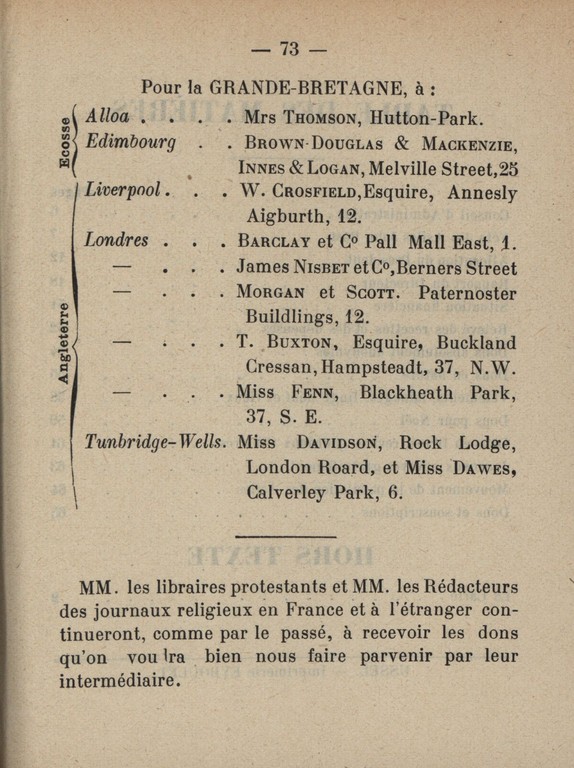 — 73 —
Pour la GRANDE-BRETAGNE, à :
Ecosse
Alloa . . . . Mrs THOMSON, Hutton-Park.
Edimbourg . . BROWN-DOUGLAS & MACKENZIE,
INNES & LOGAN, Melville Street, 25
Angleterre
Liverpool . . . W. CROSFIELD, Esquire, Annesly
Aigburth, 12.
Londres . . . BARCLAY et Cº Pall Mall East, 1.
— . . . James NISBET et Cº, Berners Street
— . . . MORGAN et SCOTT. Paternoster
Buildlings, 12.
— . . . T. BUXTON, Esquire, Buckland
Cressan, Hampsteadt, 37, N.W.
— . . . Miss FENN, Blackheath Park,
37, S. E.
Tunbridge-Wells. Miss DAVIDSON, Rock Lodge,
London Roard, et Miss DAWES,
Calverley Park, 6.
MM. les libraires protestants et MM. les Rédacteurs
des journaux religieux en France et à l'étranger con-
tinueront, comme par le passé, à recevoir les dons
qu'on vou lra bien nous faire parvenir par leur
intermédiaire.